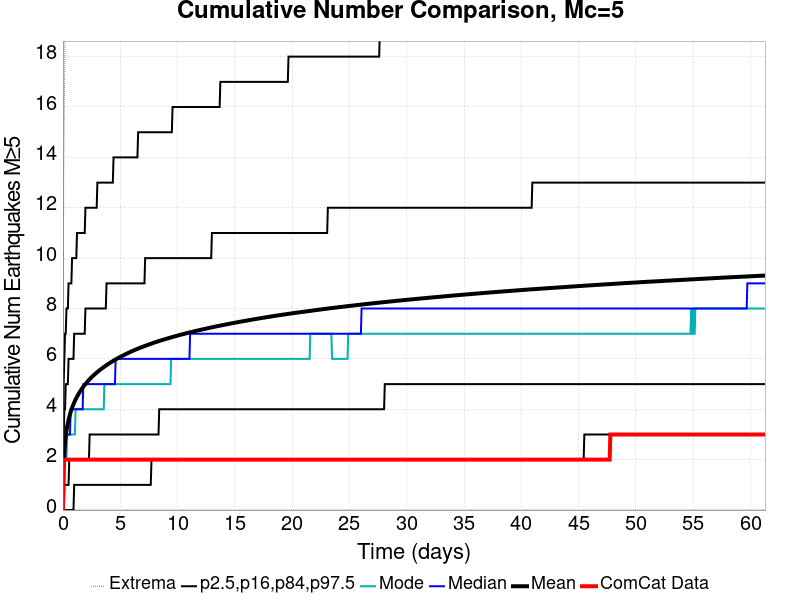 Cumulative Number Comparison, Mc=5
Cumulative Num Earthquakes M≥5
18
16
14
12
10
8
6
4
2
0
0 5 10 15 20 25 30 35 40 45 50 55 60
Time (days)
Extrema p2.5,p16,p84,p97.5 Mode Median Mean ComCat Data